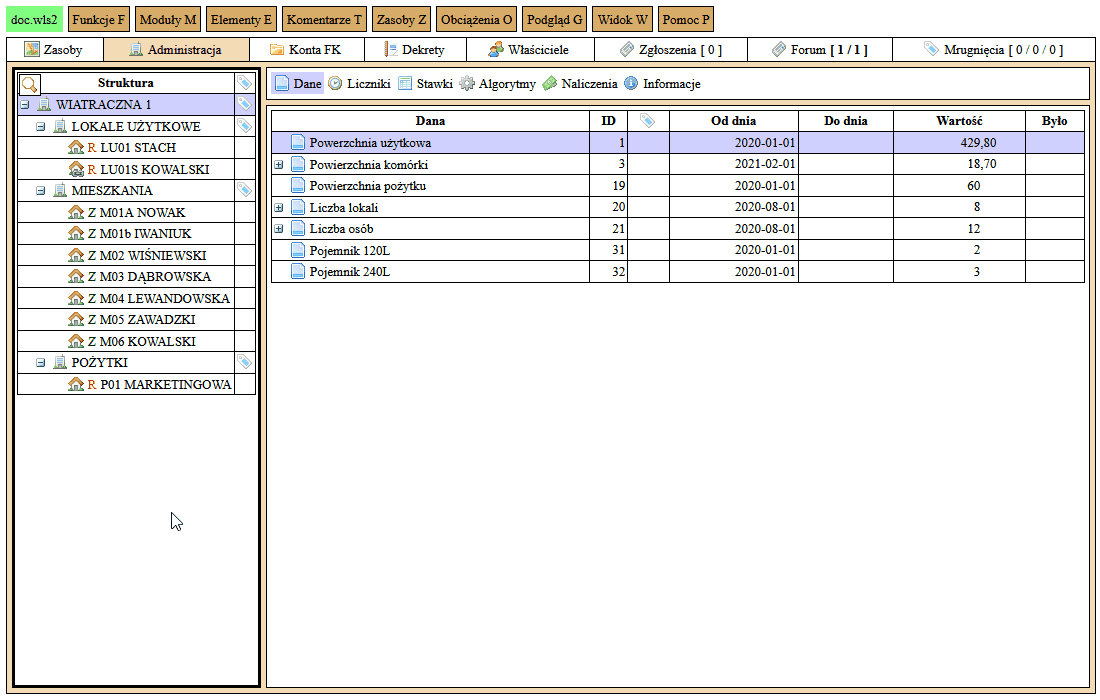 doc.wls2 Funkcje F Moduły M Elementy E Komentarze T Zasoby Z Obciążenia O Podgląd G Widok W Pomoc P
Zasoby Administracja Konta FK Dekrety Właściciele Zgłoszenia [ 0 ] Forum [ 1 / 1 ] Mrugnięcia [ 0 / 0 / 0 ]
Struktura
WIATRACZNA 1
LOKALE UŻYTKOWE
R LU01 STACH
R LU01S KOWALSKI
MIESZKANIA
Z M01A NOWAK
Z M01b IWANIUK
Z M02 WIŚNIEWSKI
Z M03 DĄBROWSKA
Z M04 LEWANDOWSKA
Z M05 ZAWADZKI
Z M06 KOWALSKI
POŻYTKI
R P01 MARKETINGOWA
Dane Liczniki Stawki Algorytmy Naliczenia Informacje
Dana ID Od dnia Do dnia Wartość Było
Powerzchnia użytkowa 1 2020-01-01 429,80
Powierzchnia komórki 3 2021-02-01 18,70
Powierzchnia pożytku 19 2020-01-01 60
Liczba lokali 20 2020-08-01 8
Liczba osób 21 2020-08-01 12
Pojemnik 120L 31 2020-01-01 2
Pojemnik 240L 32 2020-01-01 3